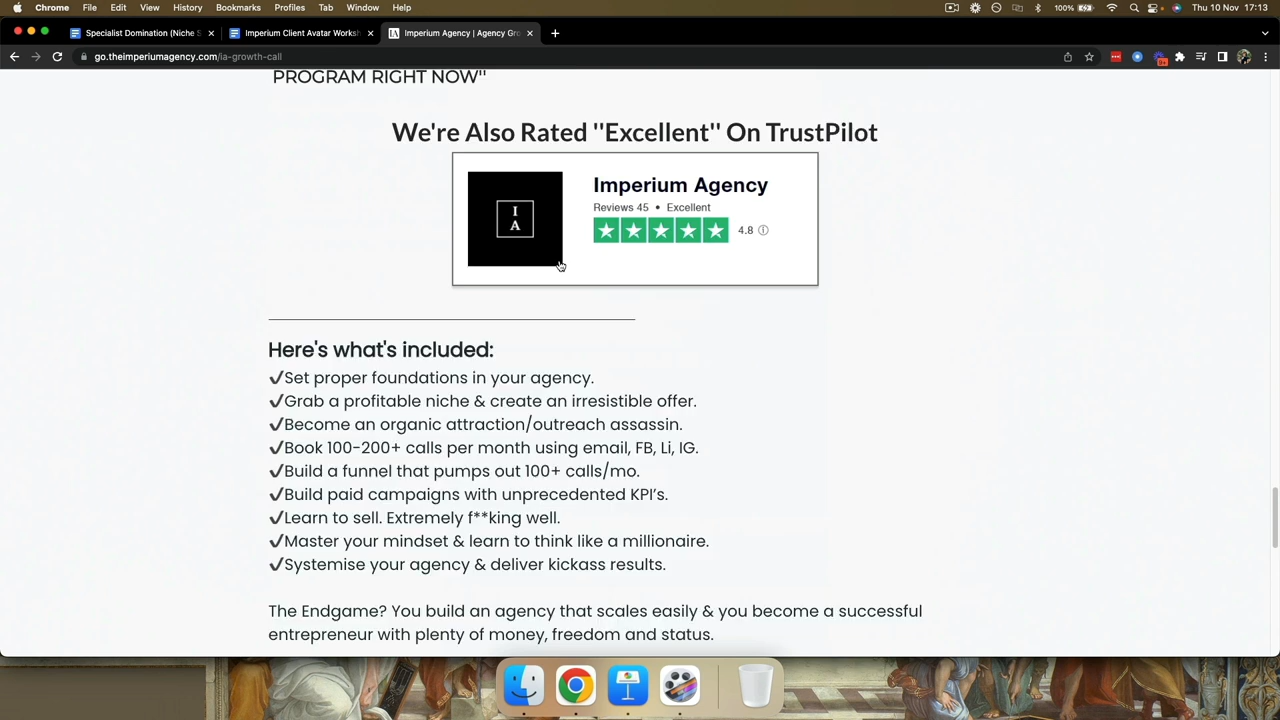 Chrome File Edit View History Bookmarks Profiles Tab Window Help 100% Thu 10 Nov 17:13
Specialist Domination (Niche S Imperium Client Avatar Worksh IA Imperium Agency | Agency Gro
go.theimperiumagency.com/ia-growth-call
PROGRAM RIGHT NOW"
We're Also Rated "Excellent" On TrustPilot
I
A
Imperium Agency
Reviews 45 • Excellent
4.8
Here's what's included:
✓Set proper foundations in your agency.
✓Grab a profitable niche & create an irresistible offer.
✓Become an organic attraction/outreach assassin.
✓Book 100-200+ calls per month using email, FB, Li, IG.
✓Build a funnel that pumps out 100+ calls/mo.
✓Build paid campaigns with unprecedented KPI's.
✓Learn to sell. Extremely f**king well.
✓Master your mindset & learn to think like a millionaire.
✓Systemise your agency & deliver kickass results.
The Endgame? You build an agency that scales easily & you become a successful
entrepreneur with plenty of money, freedom and status.